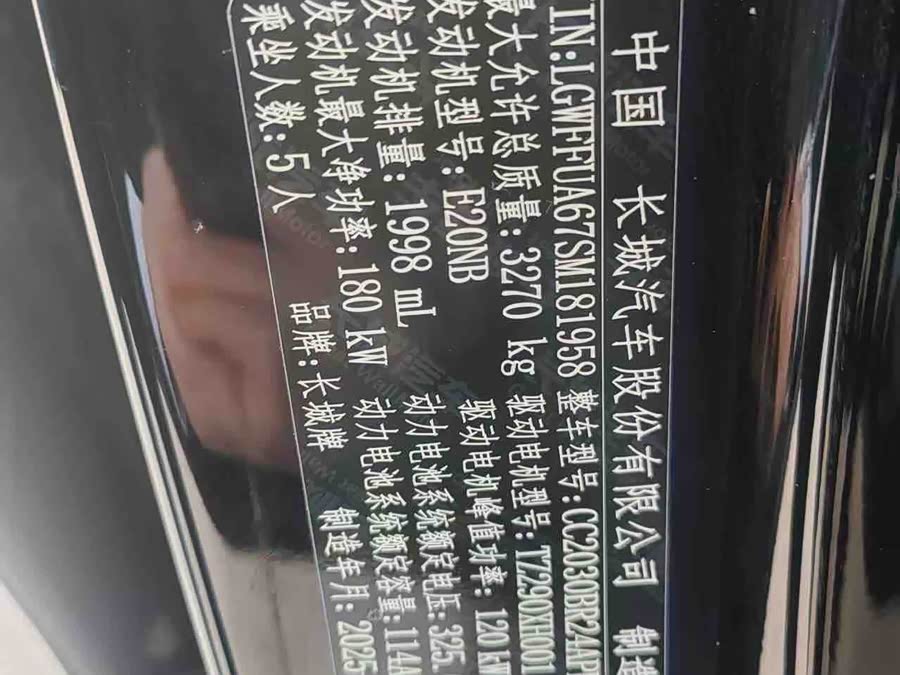 中国 长城汽车股份有限公司 制造
IN:LGWFFUA67SM181958 整车型号:CC2030BR24APH
最大允许总质量:3270 kg 驱动电机型号:TZ290XH001
发动机型号:E20NB 驱动电机峰值功率:120 kW
发动机排量:1998 mL 动力电池系统额定电压:325.
发动机最大净功率:180 kW 动力电池系统额定容量:114A
乘坐人数:5人 品牌:长城牌 制造年月:2025